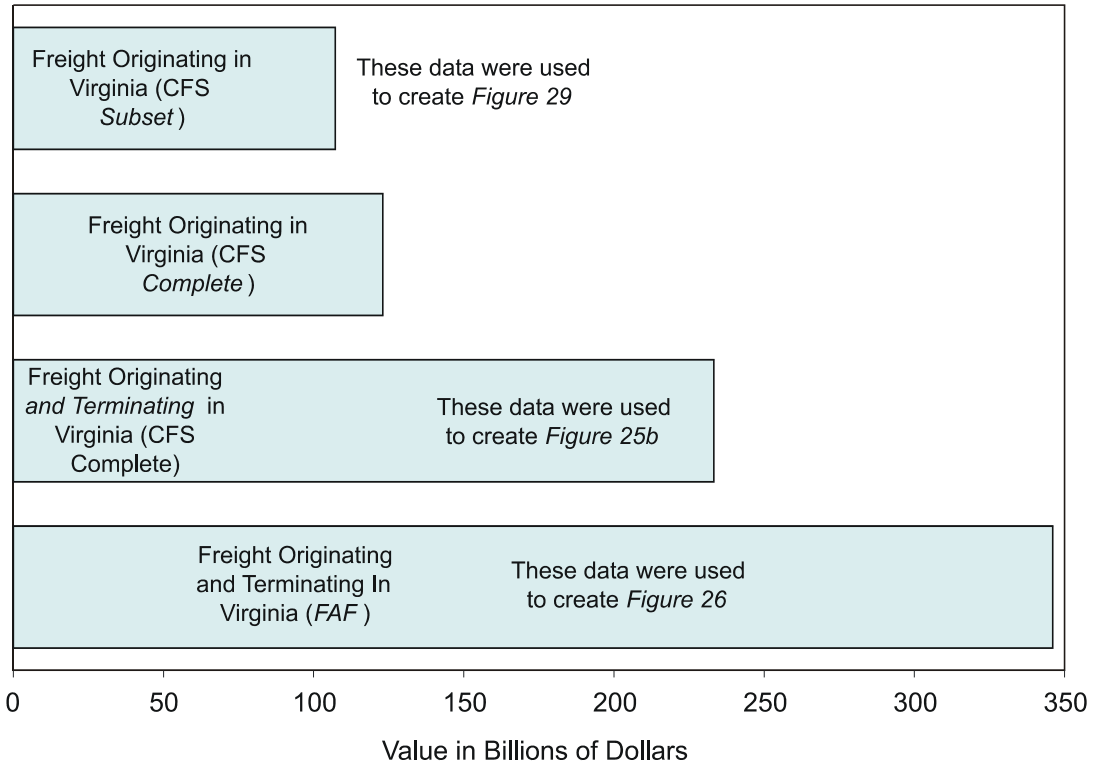 Freight Originating in
Virginia (CFS
Subset )
These data were used
to create Figure 29
Freight Originating in
Virginia (CFS
Complete )
Freight Originating
and Terminating in
Virginia (CFS
Complete)
These data were used
to create Figure 25b
Freight Originating
and Terminating In
Virginia (FAF )
These data were used
to create Figure 26
0 50 100 150 200 250 300 350
Value in Billions of Dollars